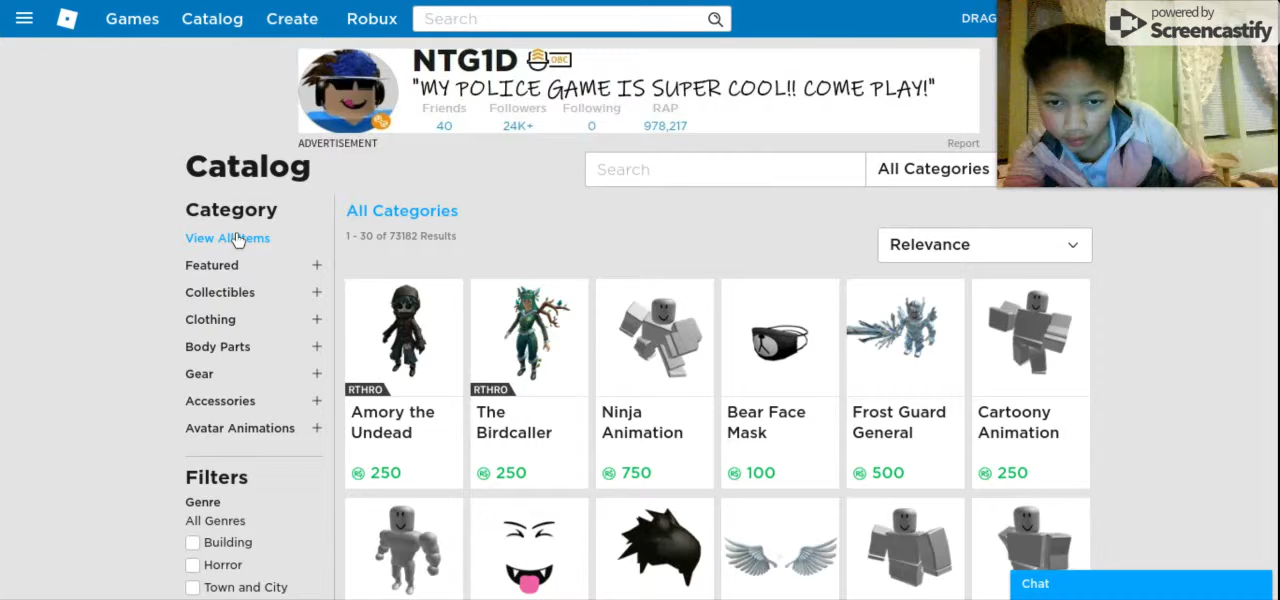 Games Catalog Create Robux Search DRAG
powered by
Screencastify
NTG1D OBC
"MY POLICE GAME IS SUPER COOL!! COME PLAY!"
Friends Followers Following RAP
40 24K+ 0 978,217
ADVERTISEMENT Report
Catalog
Search All Categories
Category
View All Items
Featured +
Collectibles +
Clothing +
Body Parts +
Gear +
Accessories +
Avatar Animations +
Filters
Genre
All Genres
Building
Horror
Town and City
All Categories
1 - 30 of 73182 Results
Relevance
RTHRO
Amory the
Undead
250
RTHRO
The
Birdcaller
250
Ninja
Animation
750
Bear Face
Mask
100
Frost Guard
General
500
Cartoony
Animation
250
Chat